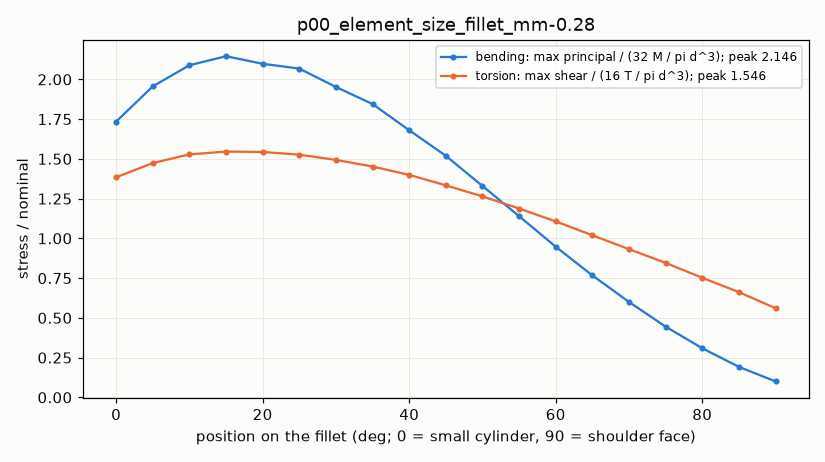 p00_element_size_fillet_mm-0.28
bending: max principal / (32 M / pi d^3); peak 2.146
torsion: max shear / (16 T / pi d^3); peak 1.546
stress / nominal
2.00
1.75
1.50
1.25
1.00
0.75
0.50
0.25
0.00
0 20 40 60 80
position on the fillet (deg; 0 = small cylinder, 90 = shoulder face)